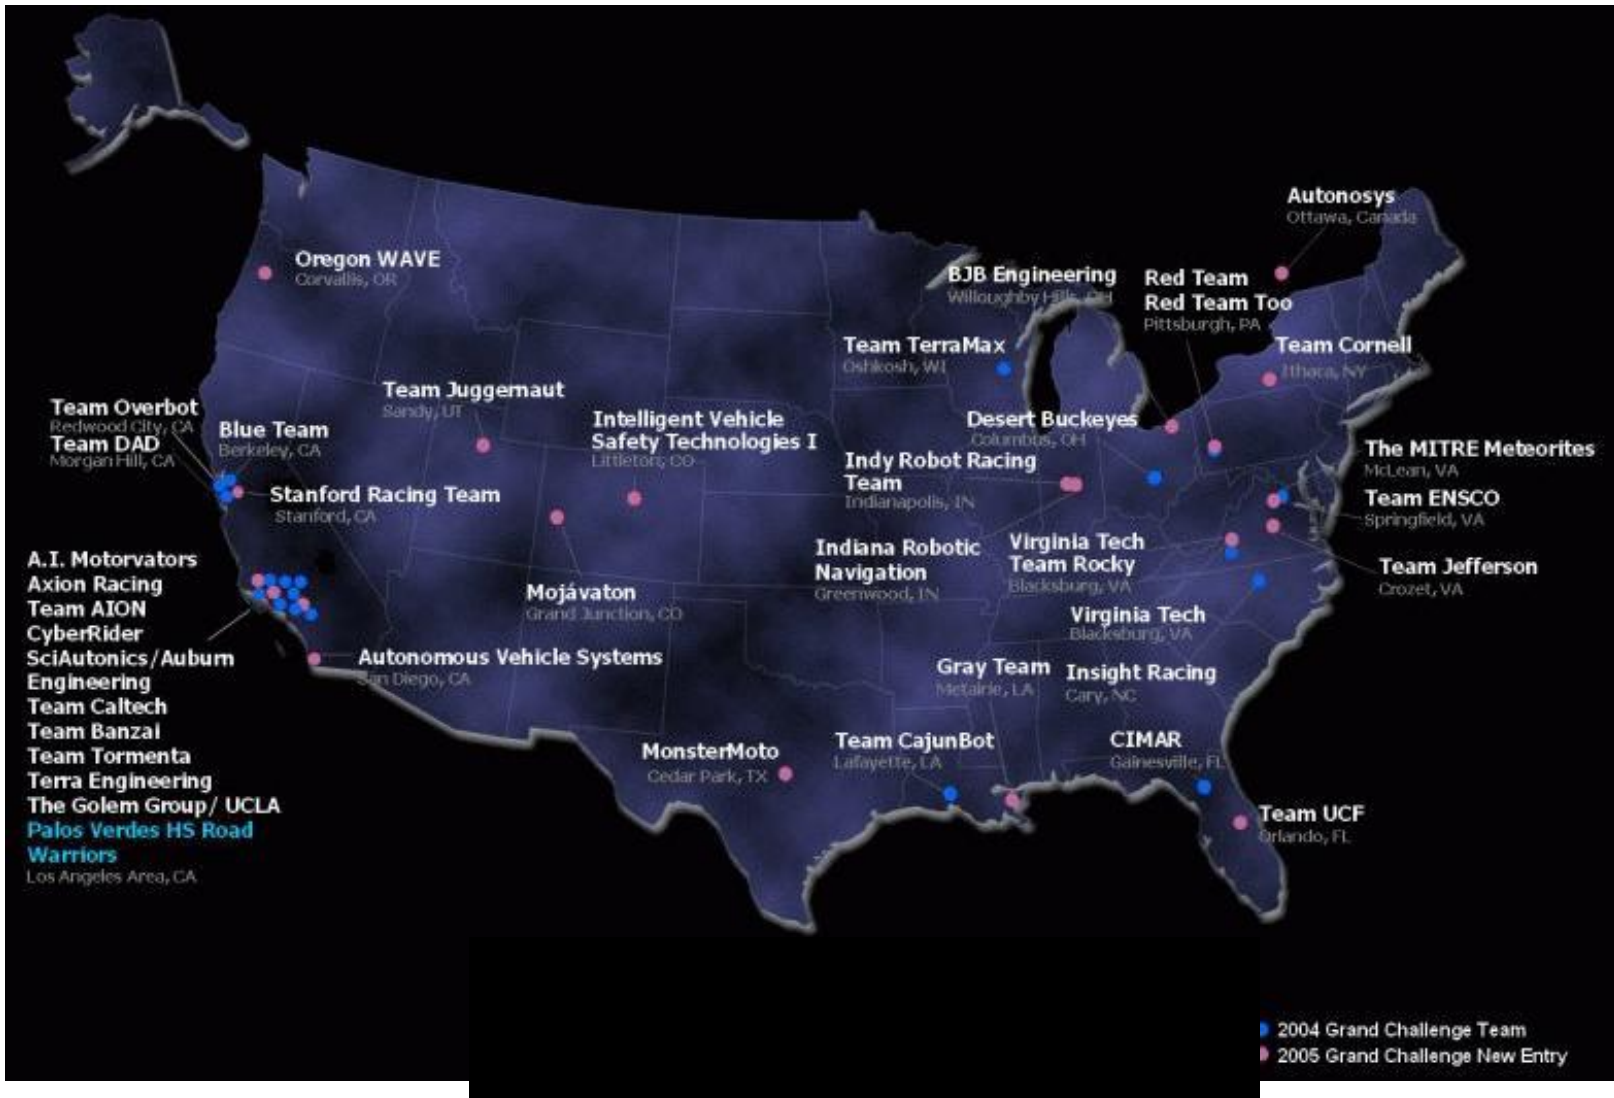 Autonosys
Ottawa, Canada
Oregon WAVE
Corvallis, OR
BJB Engineering
Willoughby Hills, OH
Red Team
Red Team Too
Pittsburgh, PA
Team TerraMax
Oshkosh, WI
Team Cornell
Ithaca, NY
Team Juggernaut
Sandy, UT
Team Overbot
Redwood City, CA
Team DAD
Morgan Hill, CA
Blue Team
Berkeley, CA
Intelligent Vehicle
Safety Technologies I
Littleton, CO
Desert Buckeyes
Columbus, OH
Indy Robot Racing
Team
Indianapolis, IN
The MITRE Meteorites
McLean, VA
Stanford Racing Team
Stanford, CA
Team ENSCO
Springfield, VA
A.I. Motorvators
Axion Racing
Team AION
CyberRider
SciAutonics/Auburn
Engineering
Team Caltech
Team Banzai
Team Tormenta
Terra Engineering
The Golem Group/ UCLA
Palos Verdes HS Road
Warriors
Los Angeles Area, CA
Mojávaton
Grand Junction, CO
Indiana Robotic
Navigation
Greenwood, IN
Virginia Tech
Team Rocky
Blacksburg, VA
Team Jefferson
Crozet, VA
Virginia Tech
Blacksburg, VA
Autonomous Vehicle Systems
San Diego, CA
Gray Team
Metairie, LA
Insight Racing
Cary, NC
MonsterMoto
Cedar Park, TX
Team CajunBot
Lafayette, LA
CIMAR
Gainesville, FL
Team UCF
Orlando, FL
2004 Grand Challenge Team
2005 Grand Challenge New Entry